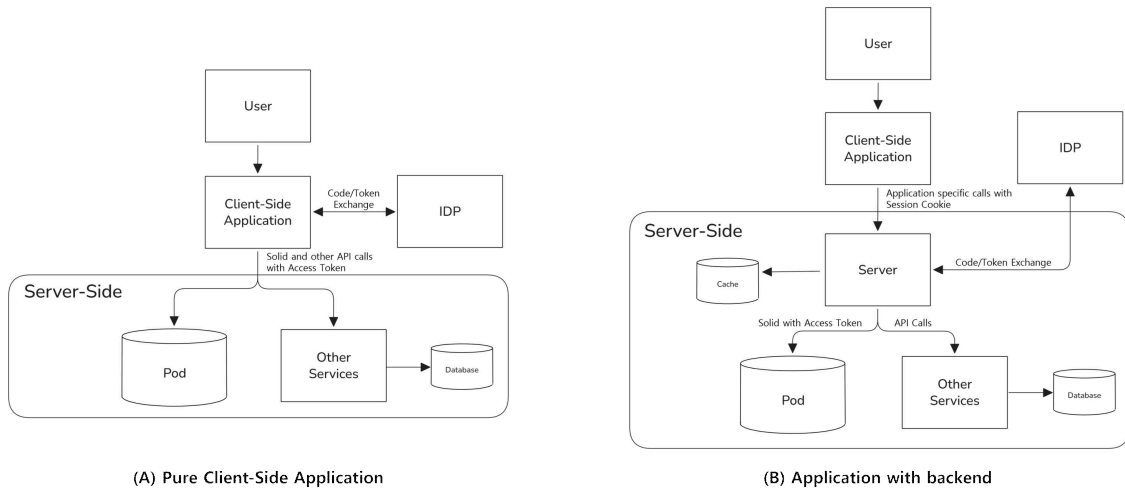 User
Client-Side
Application
Code/Token
Exchange
IDP
Solid and other API calls
with Access Token
Server-Side
Pod
Other
Services
Database
(A) Pure Client-Side Application
User
Client-Side
Application
IDP
Application specific calls with
Session Cookie
Server-Side
Server
Cache
Code/Token Exchange
Solid with Access Token
API Calls
Pod
Other
Services
Database
(B) Application with backend